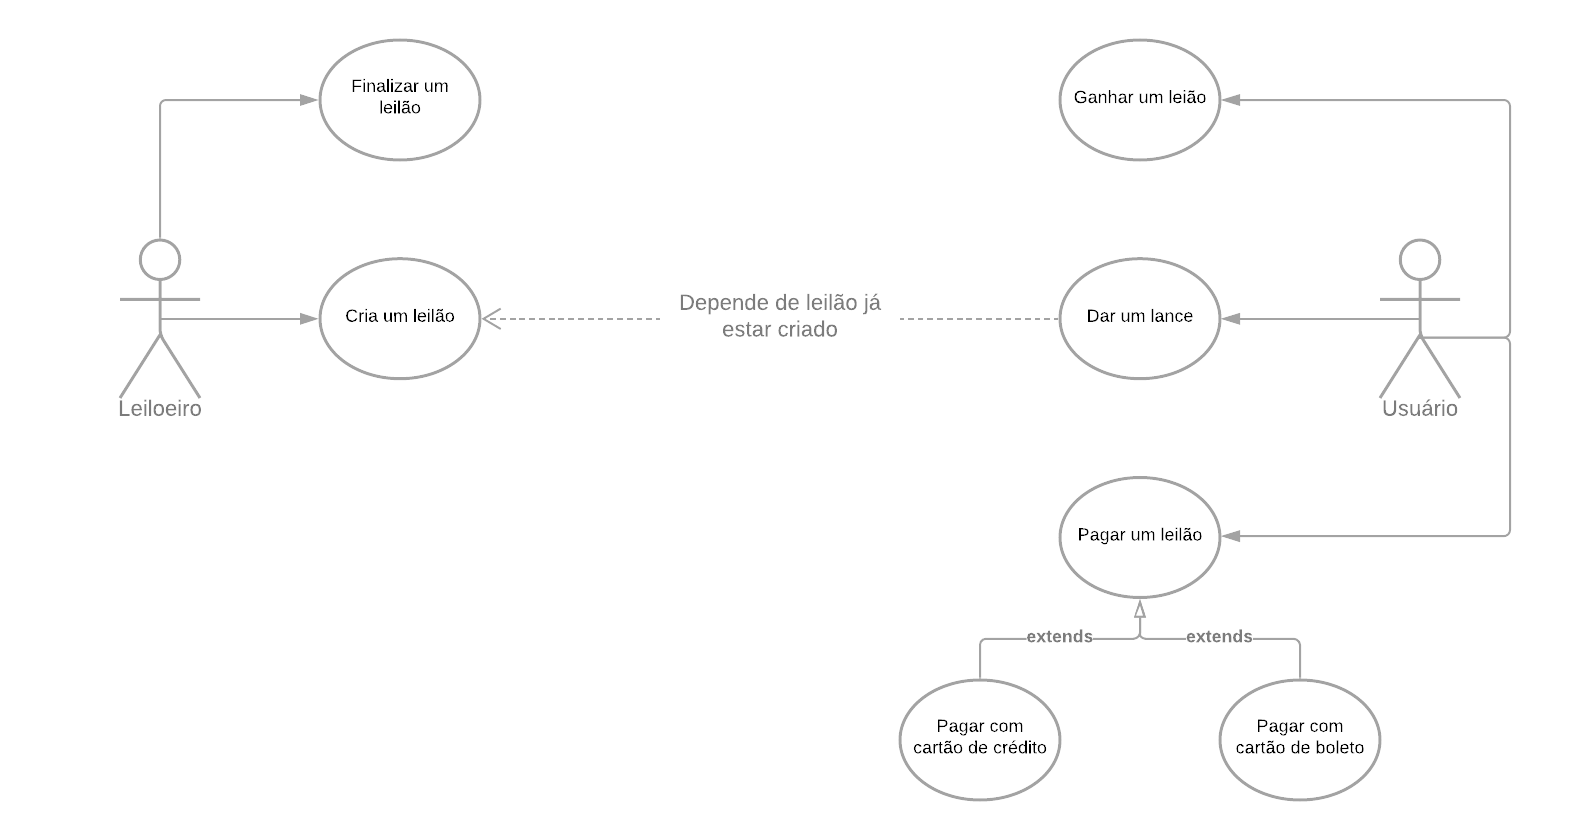 Finalizar um
leilão
Ganhar um leião
Depende de leilão já
estar criado
Cria um leilão
Dar um lance
Leiloeiro
Usuário
Pagar um leilão
extends
extends
Pagar com
cartão de crédito
Pagar com
cartão de boleto